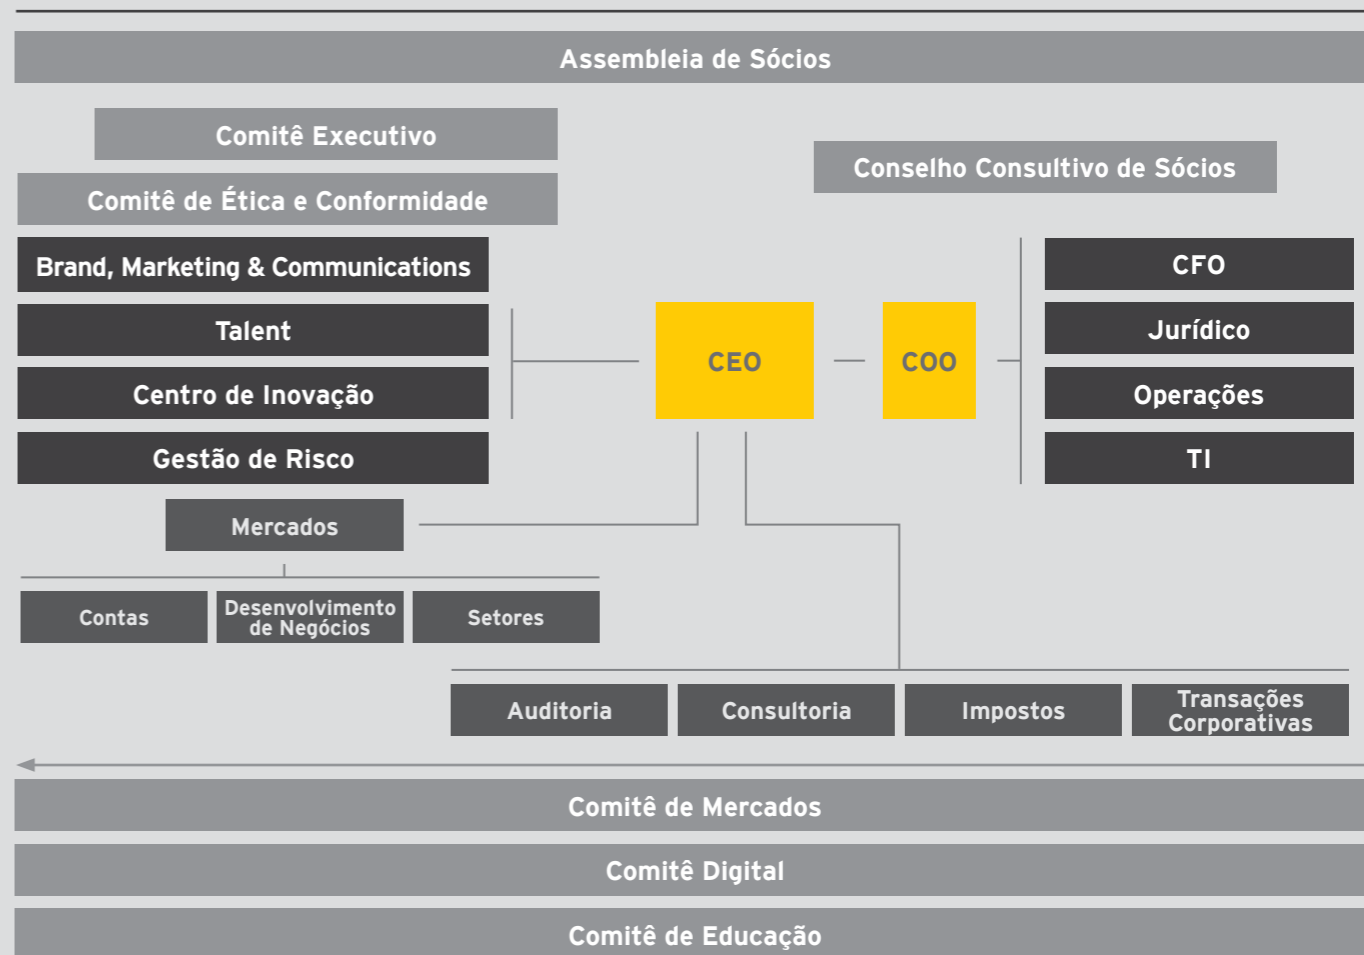 Assembleia de Sócios
Comitê Executivo
Conselho Consultivo de Sócios
Comitê de Ética e Conformidade
Brand, Marketing & Communications
Talent
Centro de Inovação
Gestão de Risco
CEO
COO
CFO
Jurídico
Operações
TI
Mercados
Contas
Desenvolvimento
de Negócios
Setores
Auditoria
Consultoria
Impostos
Transações
Corporativas
Comitê de Mercados
Comitê Digital
Comitê de Educação